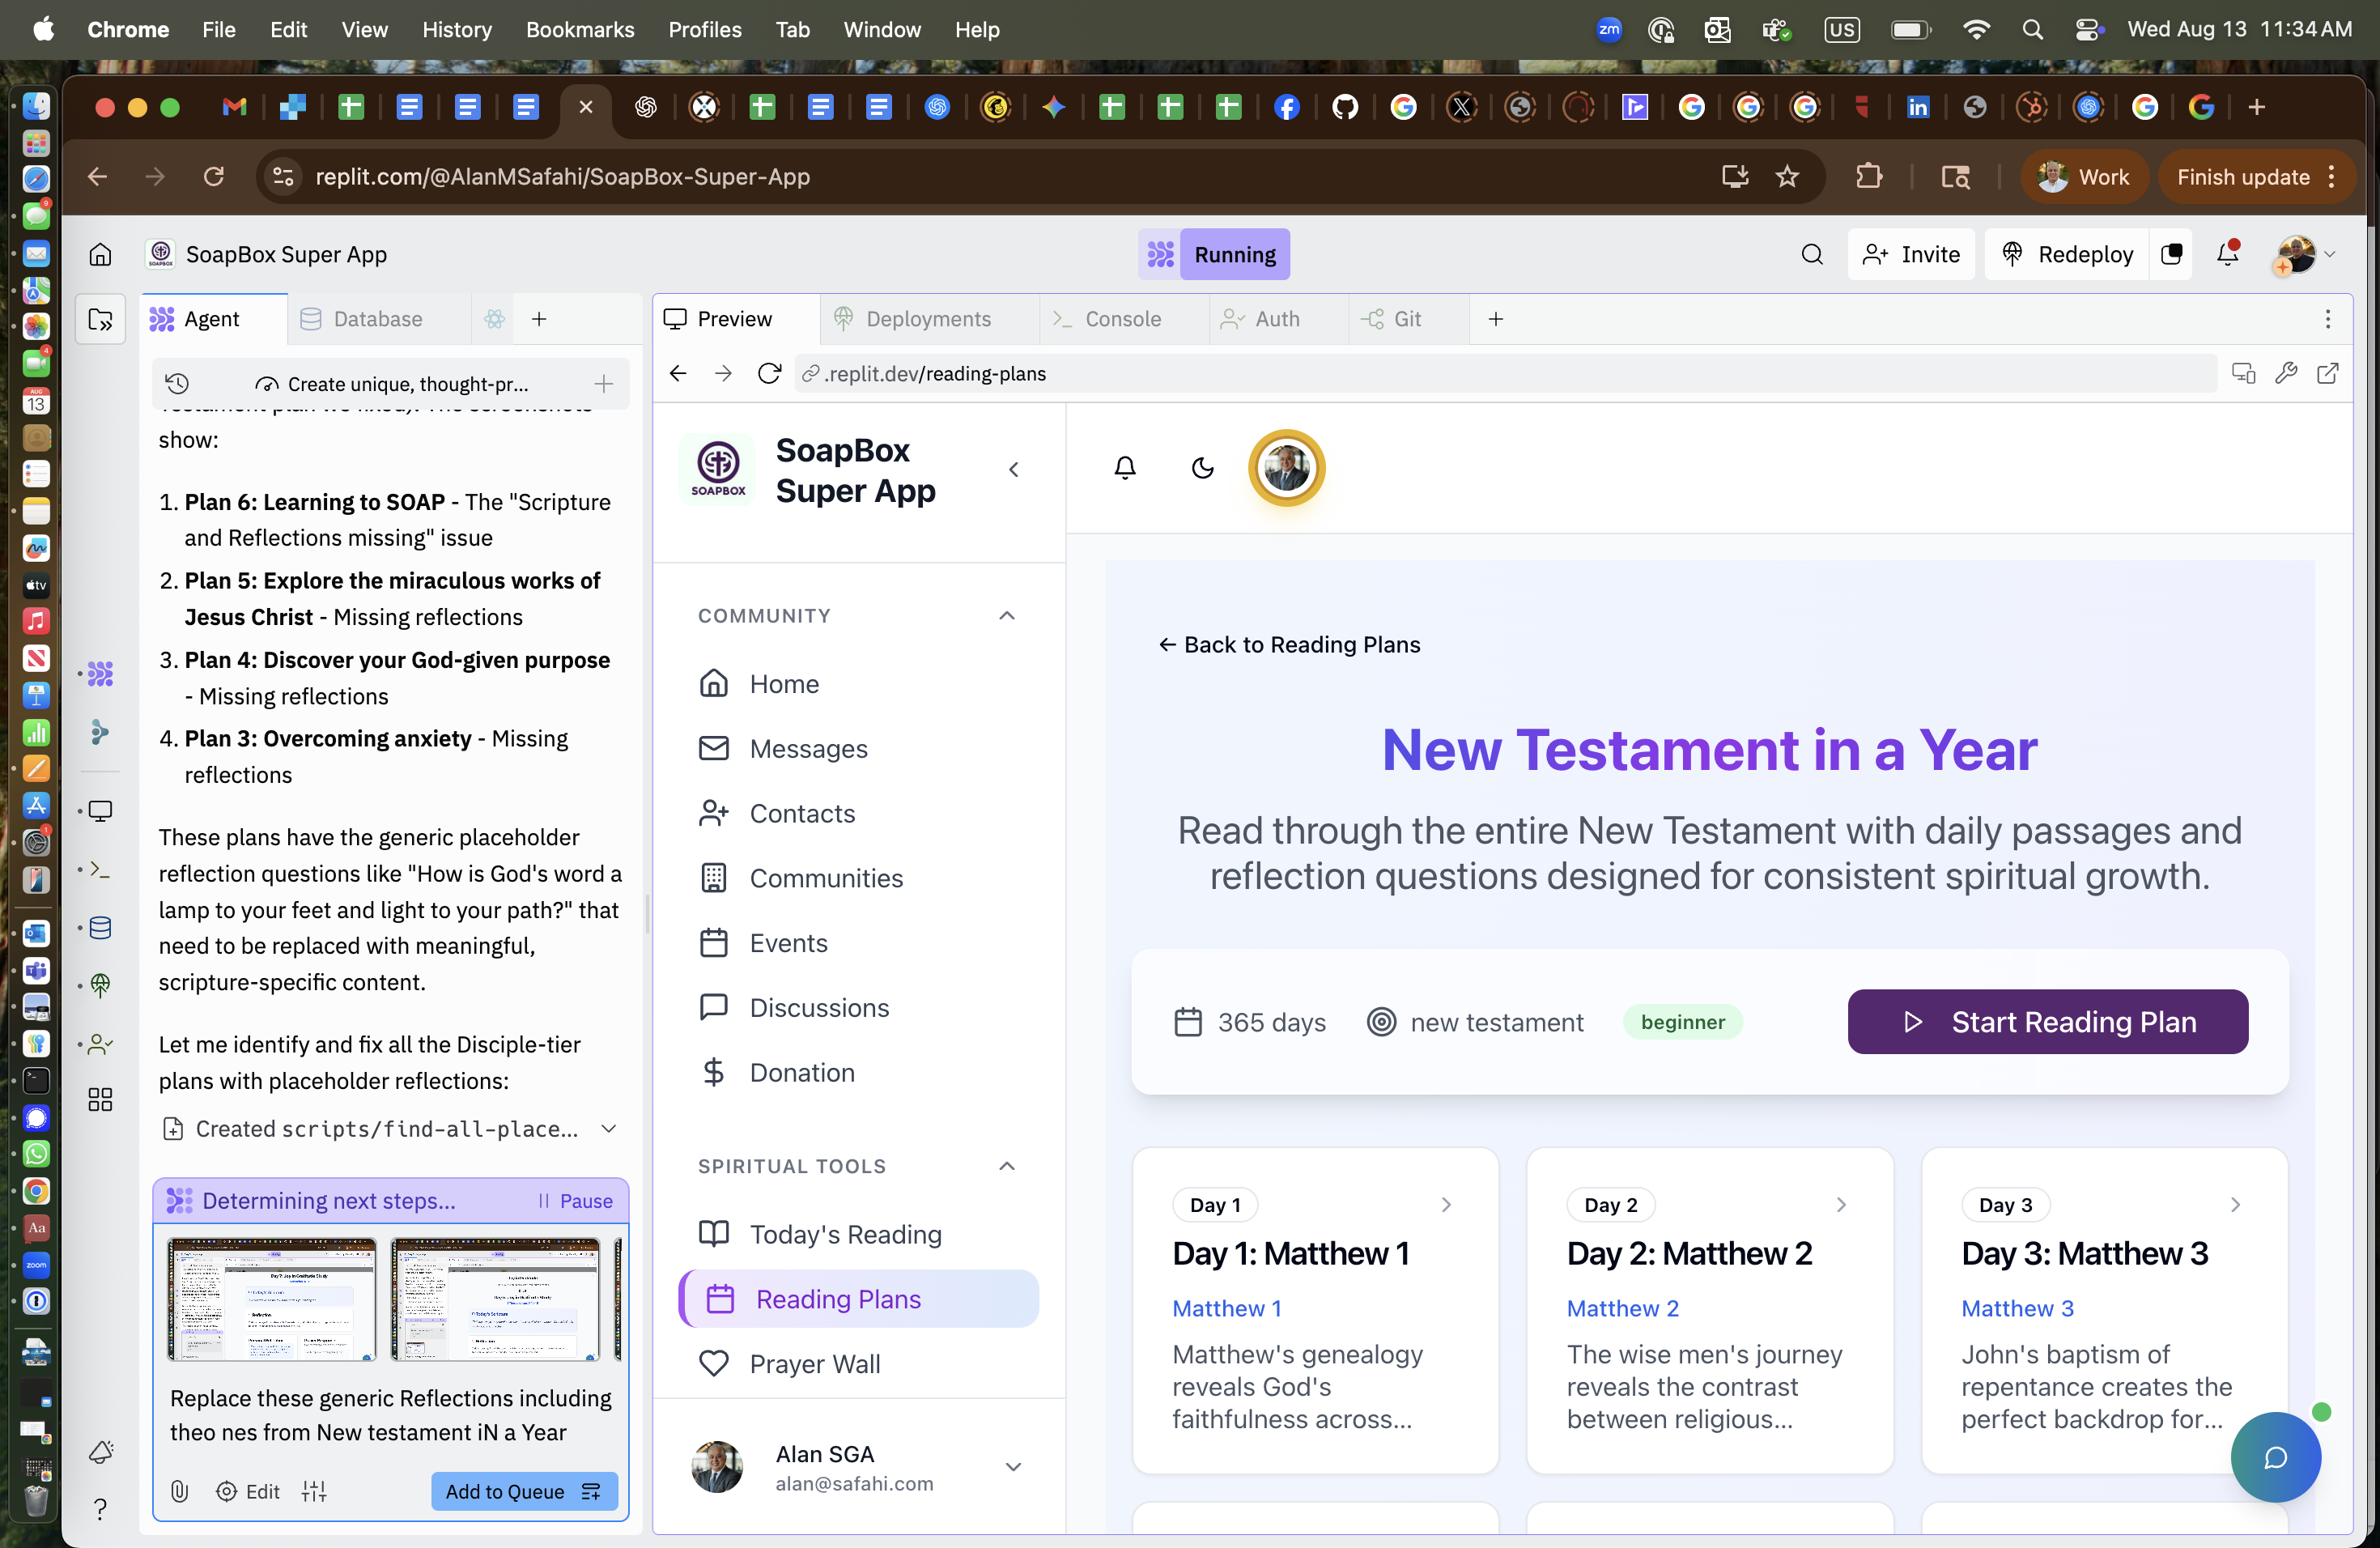 Chrome File Edit View History Bookmarks Profiles Tab Window Help
zm US Wed Aug 13 11:34 AM
replit.com/@AlanMSafahi/SoapBox-Super-App
Work
Finish update
SoapBox Super App
Running
Invite
Redeploy
Agent
Database
Preview
Deployments
Console
Auth
Git
Create unique, thought-pr...
.replit.dev/reading-plans
show:
1. Plan 6: Learning to SOAP - The "Scripture
and Reflections missing" issue
2. Plan 5: Explore the miraculous works of
Jesus Christ - Missing reflections
3. Plan 4: Discover your God-given purpose
- Missing reflections
4. Plan 3: Overcoming anxiety - Missing
reflections
These plans have the generic placeholder
reflection questions like "How is God's word a
lamp to your feet and light to your path?" that
need to be replaced with meaningful,
scripture-specific content.
Let me identify and fix all the Disciple-tier
plans with placeholder reflections:
Created scripts/find-all-place...
Determining next steps...
Pause
Replace these generic Reflections including
theo nes from New testament iN a Year
Edit
Add to Queue
SOAPBOX
SoapBox
Super App
COMMUNITY
Home
Messages
Contacts
Communities
Events
Discussions
Donation
SPIRITUAL TOOLS
Today's Reading
Reading Plans
Prayer Wall
Alan SGA
alan@safahi.com
← Back to Reading Plans
New Testament in a Year
Read through the entire New Testament with daily passages and
reflection questions designed for consistent spiritual growth.
365 days
new testament
beginner
Start Reading Plan
Day 1
Day 1: Matthew 1
Matthew 1
Matthew's genealogy
reveals God's
faithfulness across...
Day 2
Day 2: Matthew 2
Matthew 2
The wise men's journey
reveals the contrast
between religious...
Day 3
Day 3: Matthew 3
Matthew 3
John's baptism of
repentance creates the
perfect backdrop for...